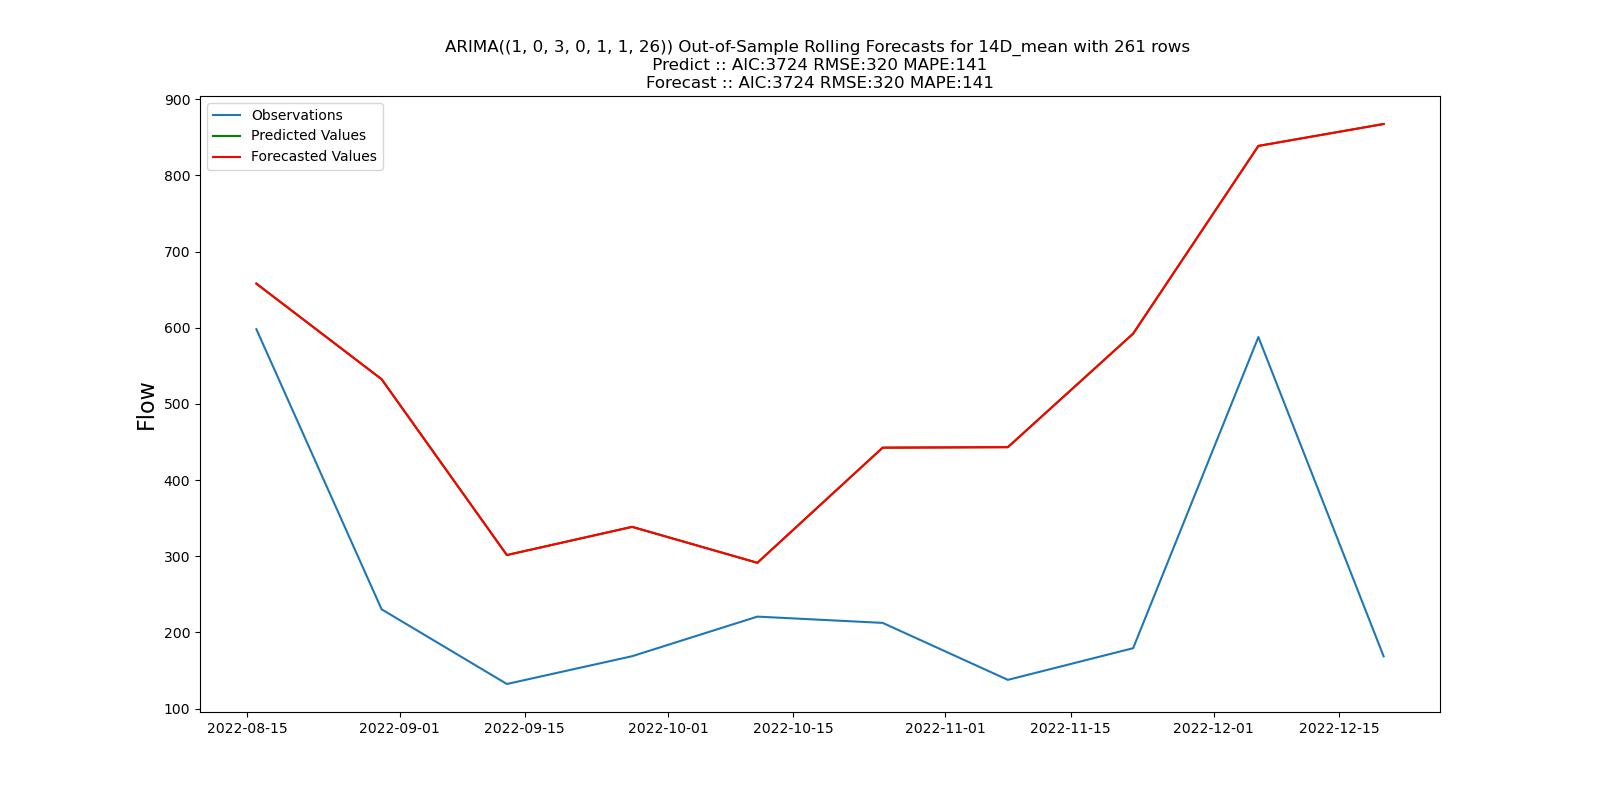 ARIMA((1, 0, 3, 0, 1, 1, 26)) Out-of-Sample Rolling Forecasts for 14D_mean with 261 rows
Predict :: AIC:3724 RMSE:320 MAPE:141
Forecast :: AIC:3724 RMSE:320 MAPE:141
Observations
Predicted Values
Forecasted Values
900
800
700
600
500
400
300
200
100
Flow
2022-08-15
2022-09-01
2022-09-15
2022-10-01
2022-10-15
2022-11-01
2022-11-15
2022-12-01
2022-12-15